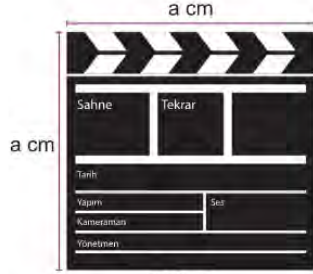 a cm
a cm
Sahne Tekrar
Tarih
Yapım Ses
Kameraman
Yönetmen